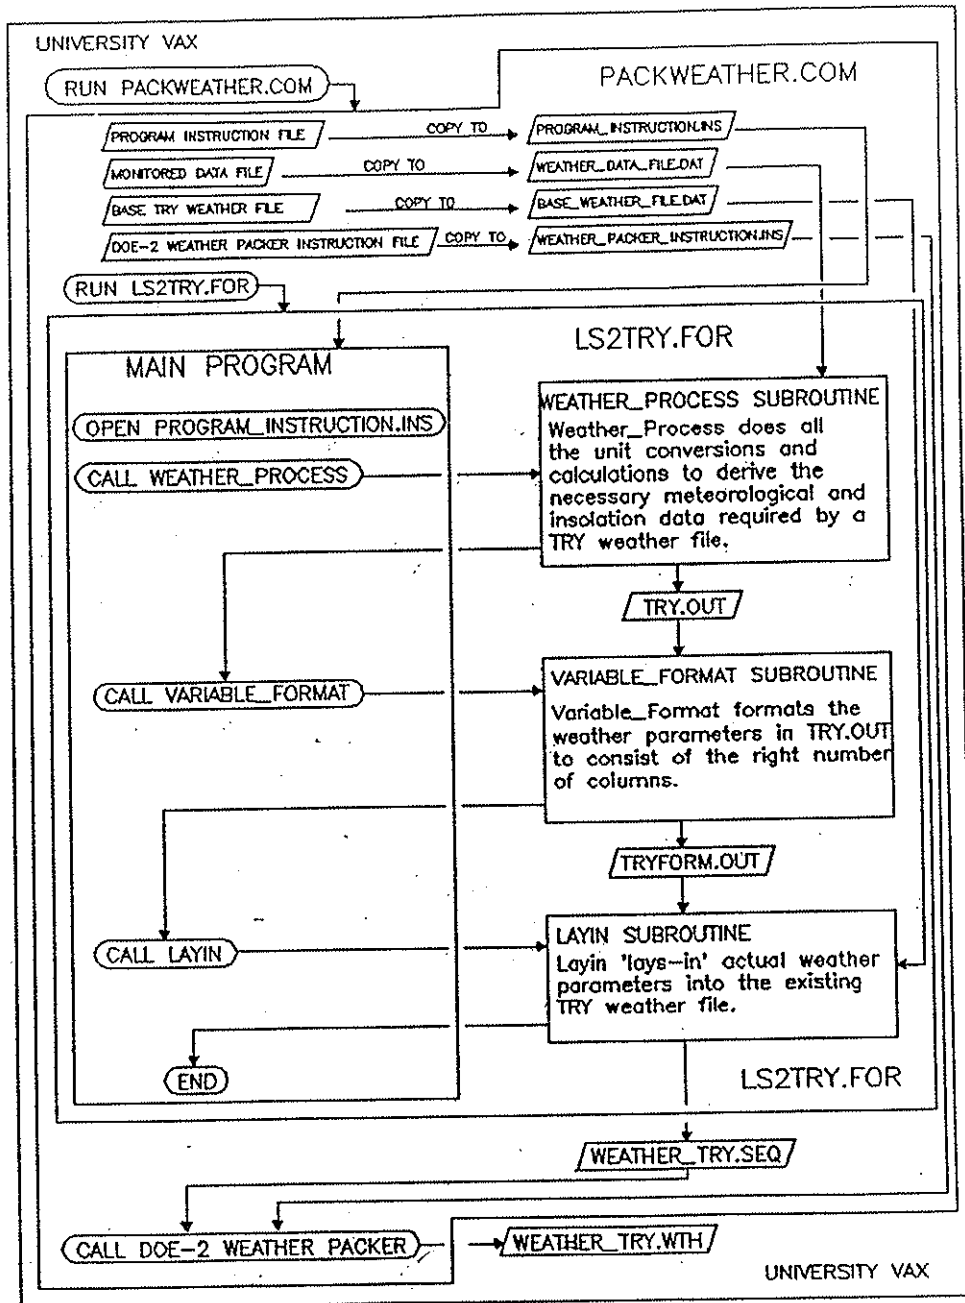 UNIVERSITY VAX
RUN PACKWEATHER.COM
PACKWEATHER.COM
PROGRAM INSTRUCTION FILE
COPY TO
PROGRAM_INSTRUCTION.INS
MONITORED DATA FILE
COPY TO
WEATHER_DATA_FILE.DAT
BASE TRY WEATHER FILE
COPY TO
BASE_WEATHER_FILE.DAT
DOE-2 WEATHER PACKER INSTRUCTION FILE
COPY TO
WEATHER_PACKER_INSTRUCTION.INS
RUN LS2TRY.FOR
LS2TRY.FOR
MAIN PROGRAM
OPEN PROGRAM_INSTRUCTION.INS
CALL WEATHER_PROCESS
WEATHER_PROCESS SUBROUTINE
Weather_Process does all
the unit conversions and
calculations to derive the
necessary meteorological and
insolation data required by a
TRY weather file.
TRY.OUT
CALL VARIABLE_FORMAT
VARIABLE_FORMAT SUBROUTINE
Variable_Format formats the
weather parameters in TRY.OUT
to consist of the right number
of columns.
TRYFORM.OUT
CALL LAYIN
LAYIN SUBROUTINE
Layin 'lays-in' actual weather
parameters into the existing
TRY weather file.
END
LS2TRY.FOR
WEATHER_TRY.SEQ
CALL DOE-2 WEATHER PACKER
WEATHER_TRY.WTH
UNIVERSITY VAX